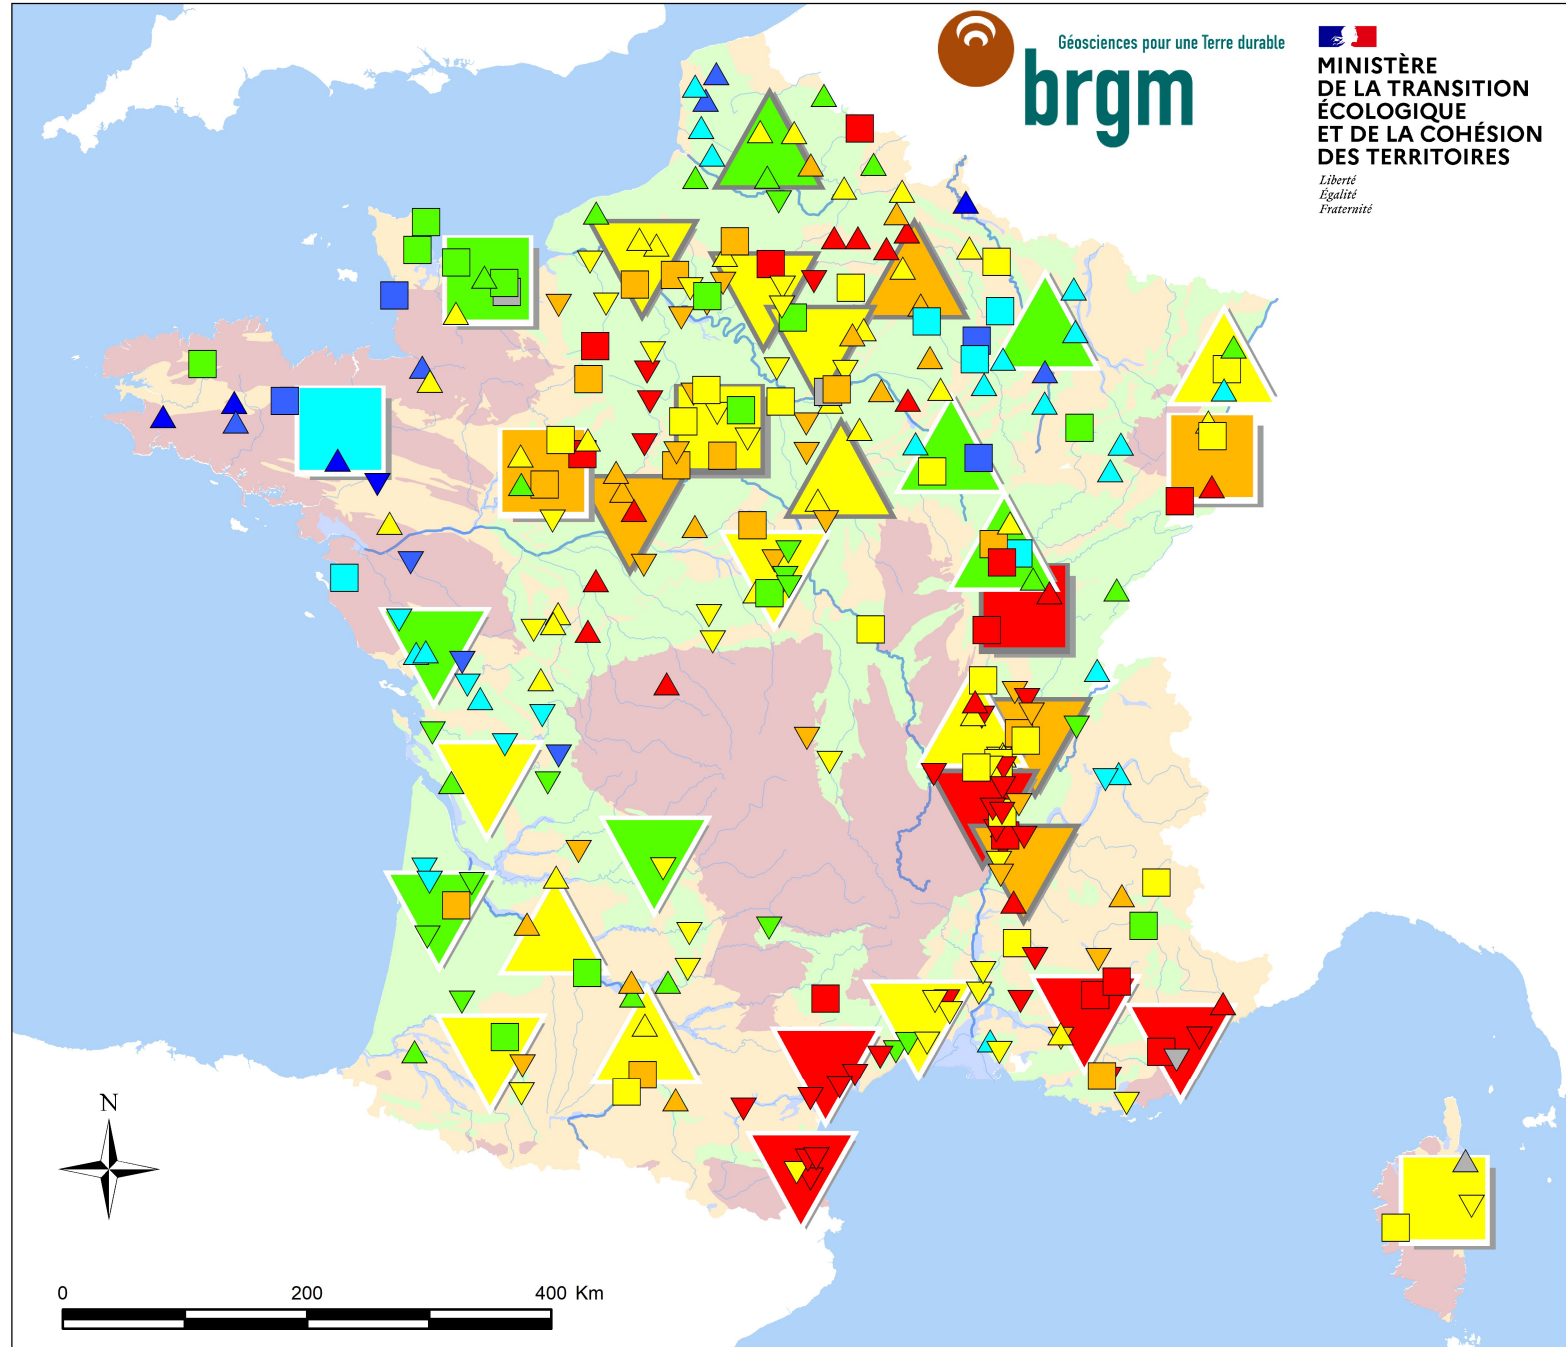 Géosciences pour une Terre durable
brgm
MINISTÈRE
DE LA TRANSITION
ÉCOLOGIQUE
ET DE LA COHÉSION
DES TERRITOIRES
Liberté
Égalité
Fraternité
N
0 200 400 Km